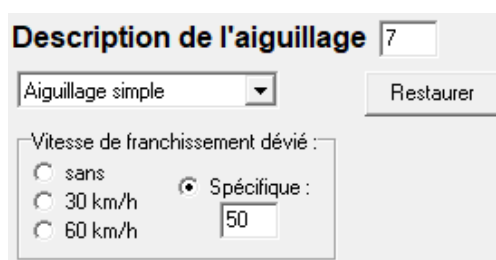 Description de l'aiguillage 7
Aiguillage simple Restaurer
Vitesse de franchissement dévié :
sans
Spécifique :
30 km/h
50
60 km/h